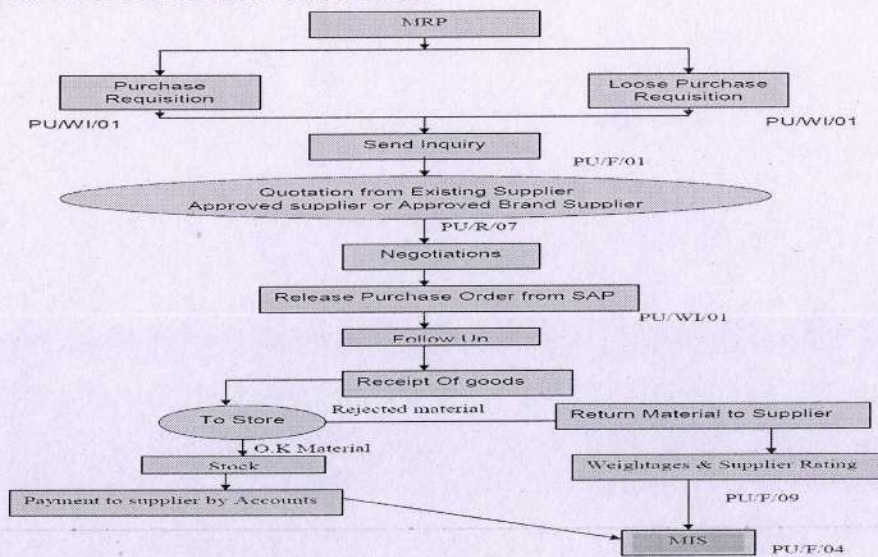 MRP
Purchase
Requisition
Loose Purchase
Requisition
PU/WI/01
PU/WI/01
Send Inquiry
PU/F/01
Quotation from Existing Supplier
Approved supplier or Approved Brand Supplier
PU/R/07
Negotiations
Release Purchase Order from SAP
PU/WI/01
Follow Up
Receipt Of goods
To Store
Rejected material
Return Material to Supplier
O.K Material
Stock
Weightages & Supplier Rating
Payment to supplier by Accounts
PU/F/09
MIS
PU/F/04